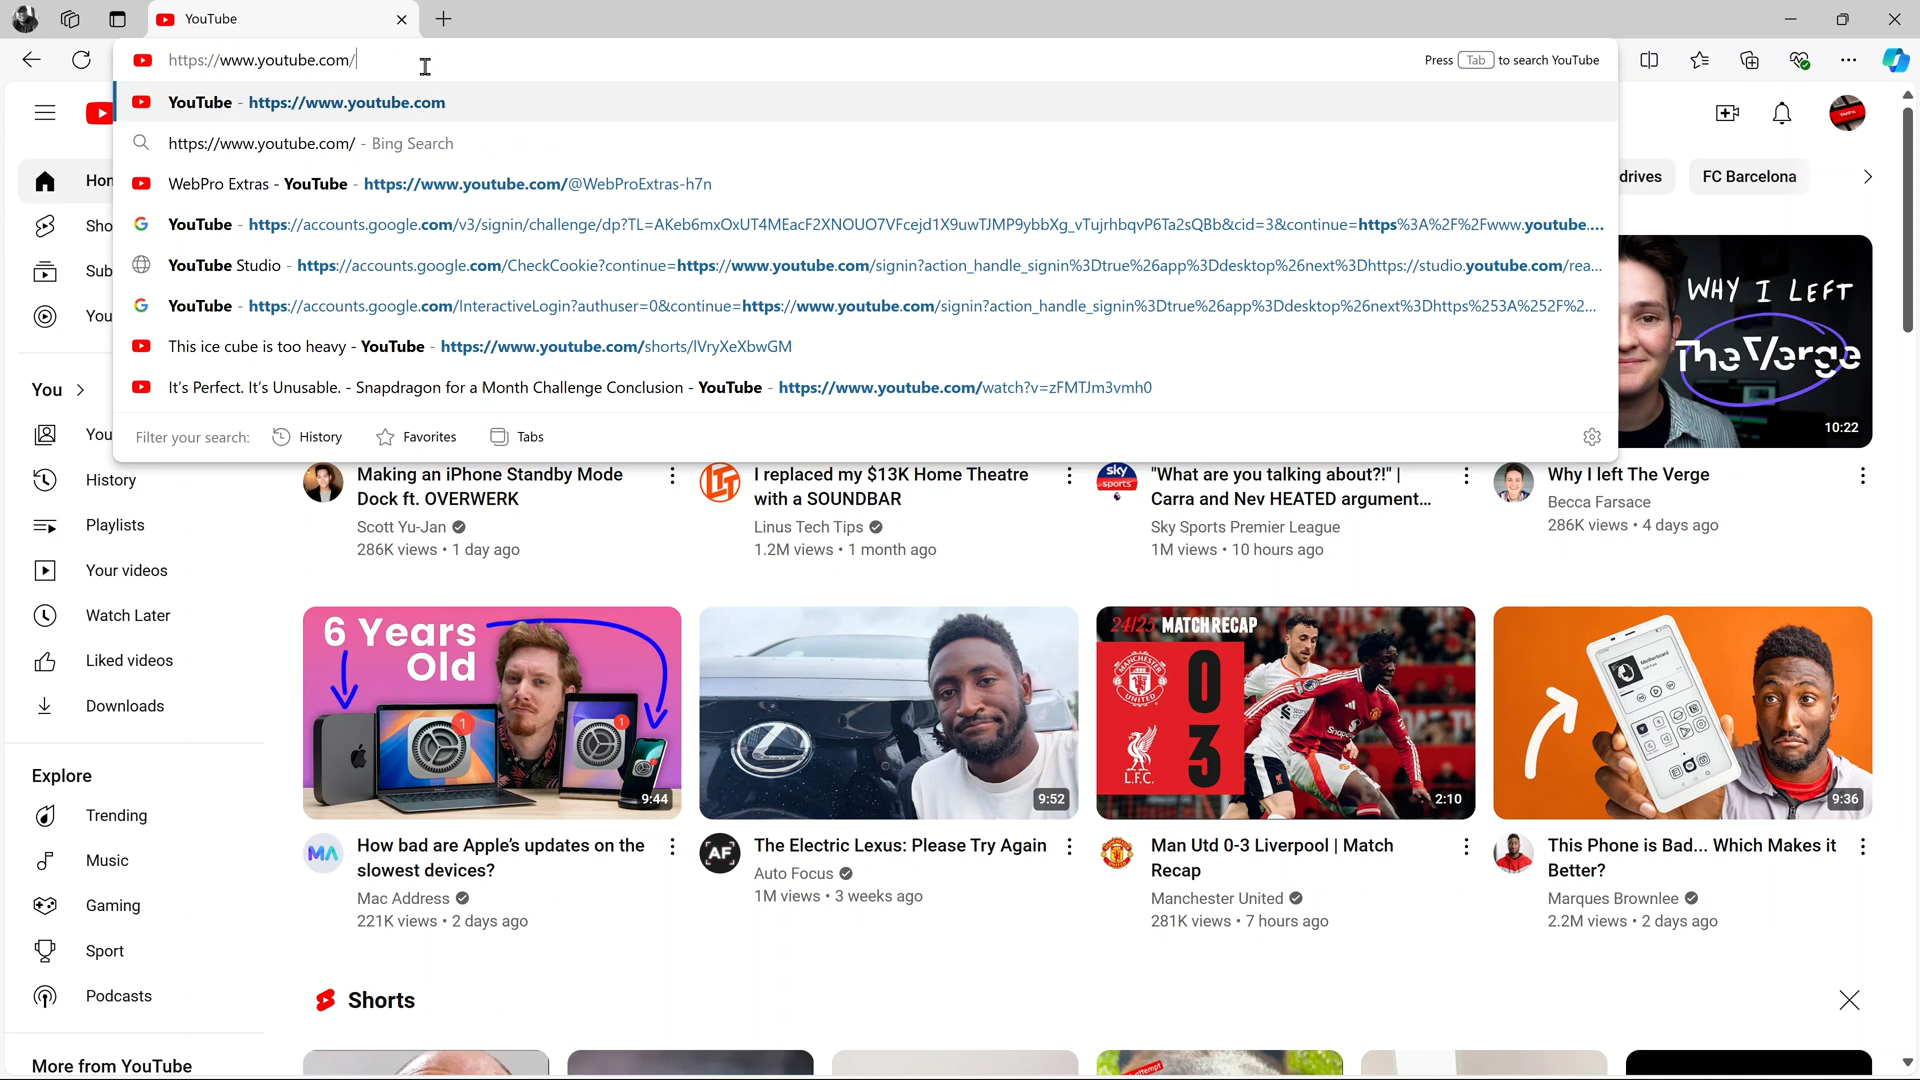 YouTube
https://www.youtube.com/
Press Tab to search YouTube
YouTube - https://www.youtube.com
https://www.youtube.com/ - Bing Search
WebPro Extras - YouTube - https://www.youtube.com/@WebProExtras-h7n
YouTube - https://accounts.google.com/v3/signin/challenge/dp?TL=AKeb6mxOxUT4MEacF2XNOUO7VFcejd1X9uwTJMP9ybbXg_vTujrhbqvP6Ta2sQBb&cid=3&continue=https%3A%2F%2Fwww.youtube....
YouTube Studio - https://accounts.google.com/CheckCookie?continue=https://www.youtube.com/signin?action_handle_signin%3Dtrue%26app%3Ddesktop%26next%3Dhttps://studio.youtube.com/rea...
YouTube - https://accounts.google.com/InteractiveLogin?authuser=0&continue=https://www.youtube.com/signin?action_handle_signin%3Dtrue%26app%3Ddesktop%26next%3Dhttps%253A%252F%2...
This ice cube is too heavy - YouTube - https://www.youtube.com/shorts/lVryXeXbwGM
It's Perfect. It's Unusable. - Snapdragon for a Month Challenge Conclusion - YouTube - https://www.youtube.com/watch?v=zFMTJm3vmh0
Filter your search: History Favorites Tabs
Hon
Sho
Sub
You
You
You
History
Playlists
Your videos
Watch Later
Liked videos
Downloads
Explore
Trending
Music
Gaming
Sport
Podcasts
More from YouTube
drives
FC Barcelona
WHY I LEFT
The Verge
10:22
Making an iPhone Standby Mode
Dock ft. OVERWERK
Scott Yu-Jan
286K views • 1 day ago
I replaced my $13K Home Theatre
with a SOUNDBAR
Linus Tech Tips
1.2M views • 1 month ago
sky
sports
"What are you talking about?!" |
Carra and Nev HEATED argument...
Sky Sports Premier League
1M views • 10 hours ago
Why I left The Verge
Becca Farsace
286K views • 4 days ago
6 Years
Old
1
1
9:44
9:52
24/25 MATCH RECAP
MANCHESTER
UNITED
0
3
L.F.C.
2:10
Motherboard
9:36
MA
How bad are Apple's updates on the
slowest devices?
Mac Address
221K views • 2 days ago
AF
The Electric Lexus: Please Try Again
Auto Focus
1M views • 3 weeks ago
Man Utd 0-3 Liverpool | Match
Recap
Manchester United
281K views • 7 hours ago
This Phone is Bad... Which Makes it
Better?
Marques Brownlee
2.2M views • 2 days ago
Shorts
attempt